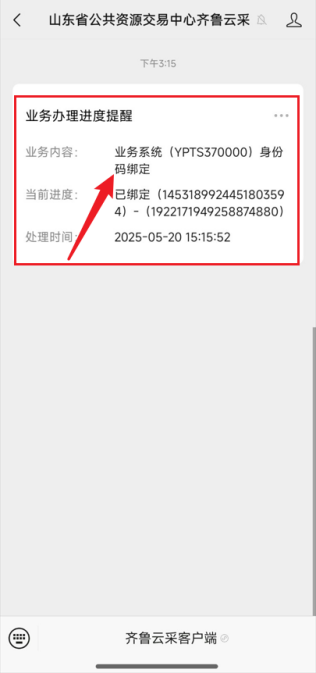 山东省公共资源交易中心齐鲁云采
下午3:15
业务办理进度提醒
业务内容: 业务系统（YPTS370000）身份
码绑定
当前进度: 已绑定（145318992445180359
4）-（1922171949258874880）
处理时间: 2025-05-20 15:15:52
齐鲁云采客户端